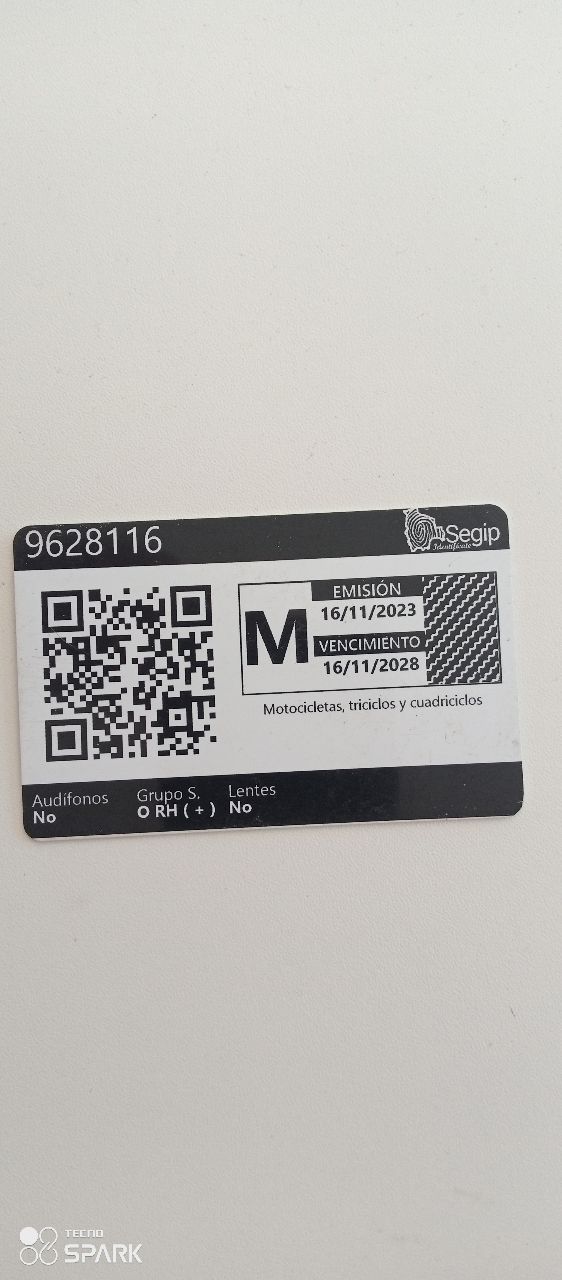 9628116
Segip
Identifícate
M
EMISIÓN
16/11/2023
VENCIMIENTO
16/11/2028
Motocicletas, triciclos y cuadriciclos
Audífonos
No
Grupo S.
O RH ( + )
Lentes
No
TECNO
SPARK